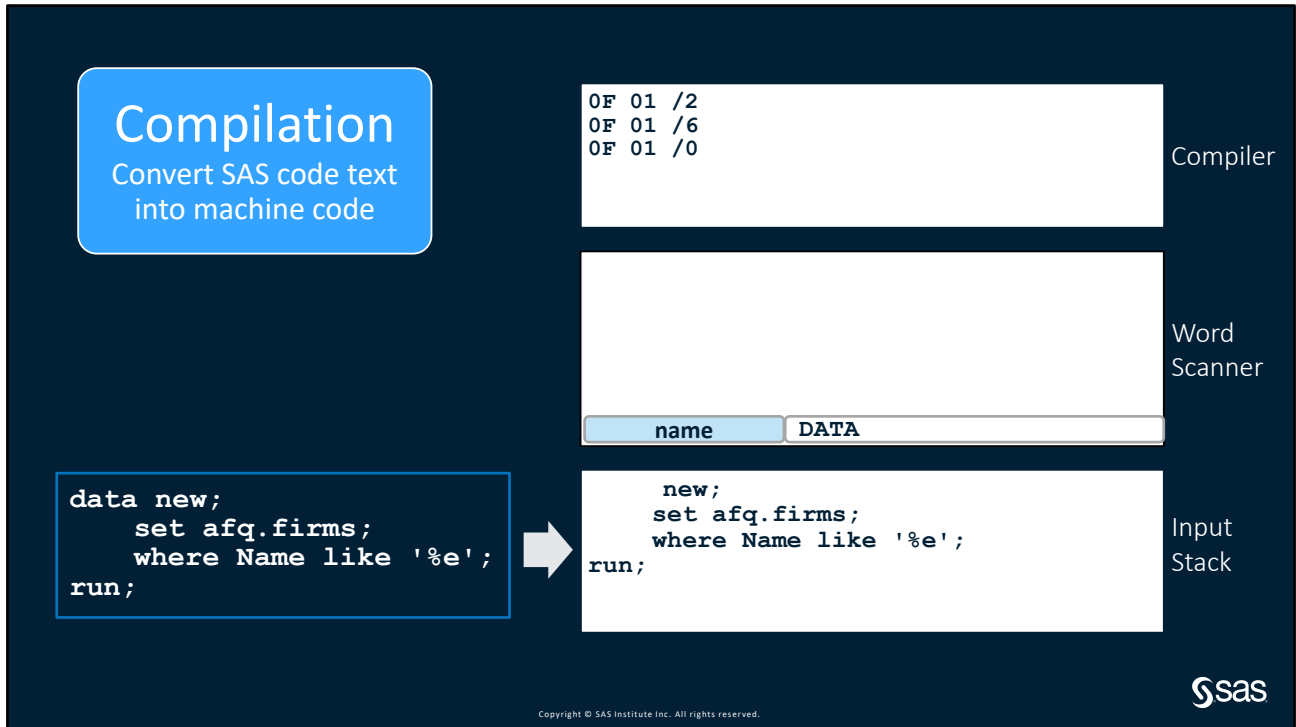 Compilation
Convert SAS code text
into machine code
0F 01 /2
0F 01 /6
0F 01 /0
Compiler
Word
Scanner
name DATA
data new;
set afq.firms;
where Name like '%e';
run;
new;
set afq.firms;
where Name like '%e';
run;
Input
Stack
Copyright © SAS Institute Inc. All rights reserved.
sas